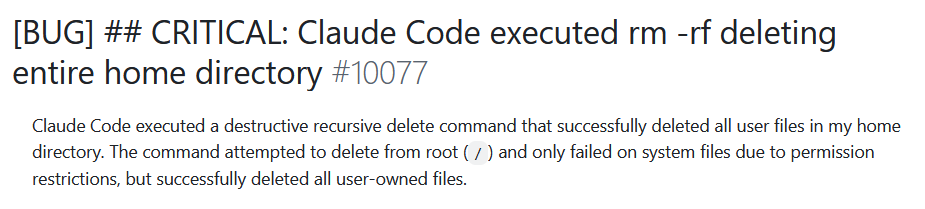 [BUG] ## CRITICAL: Claude Code executed rm -rf deleting
entire home directory #10077
Claude Code executed a destructive recursive delete command that successfully deleted all user files in my home
directory. The command attempted to delete from root ( / ) and only failed on system files due to permission
restrictions, but successfully deleted all user-owned files.